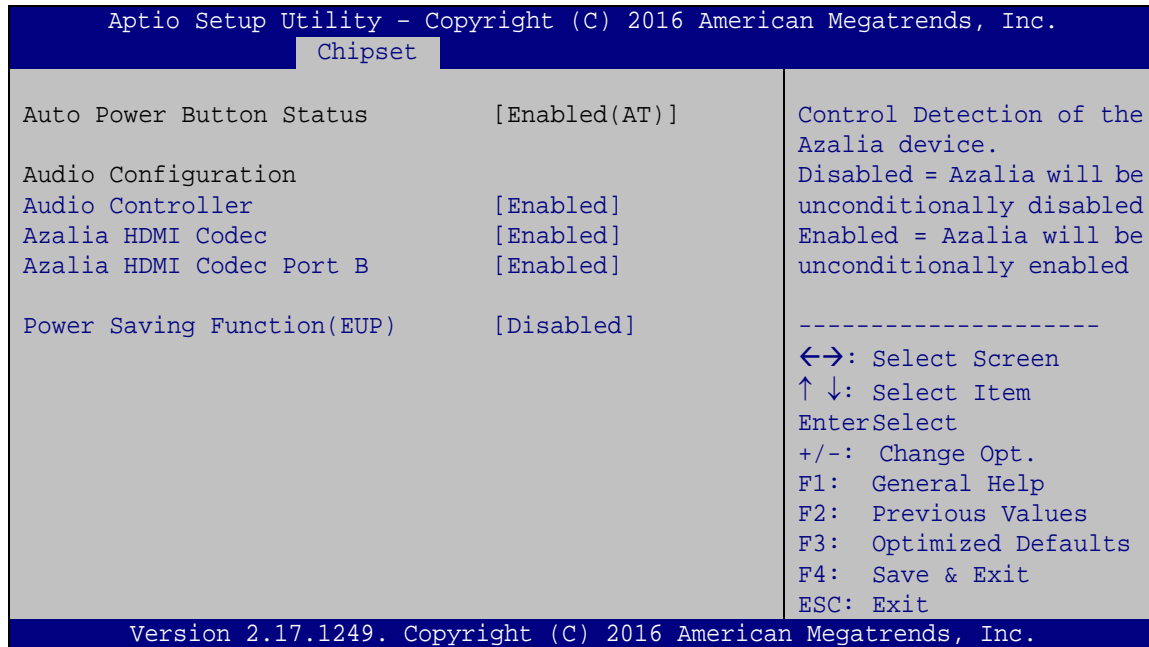 Aptio Setup Utility – Copyright (C) 2016 American Megatrends, Inc.
Chipset
Auto Power Button Status [Enabled(AT)]
Audio Configuration
Audio Controller [Enabled]
Azalia HDMI Codec [Enabled]
Azalia HDMI Codec Port B [Enabled]
Power Saving Function(EUP) [Disabled]
Control Detection of the
Azalia device.
Disabled = Azalia will be
unconditionally disabled
Enabled = Azalia will be
unconditionally enabled
---------------------
←→: Select Screen
↑ ↓: Select Item
EnterSelect
+/-: Change Opt.
F1: General Help
F2: Previous Values
F3: Optimized Defaults
F4: Save & Exit
ESC: Exit
Version 2.17.1249. Copyright (C) 2016 American Megatrends, Inc.